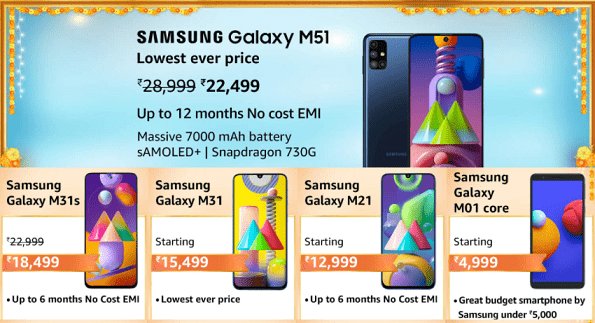 SAMSUNG Galaxy M51
Lowest ever price
₹28,999 ₹22,499
Up to 12 months No cost EMI
Massive 7000 mAh battery
sAMOLED+ | Snapdragon 730G
SAMSUNG
Samsung
Galaxy M31s
₹22,999
₹18,499
• Up to 6 months No Cost EMI
Samsung
Galaxy M31
Starting
₹15,499
• Lowest ever price
Samsung
Galaxy M21
Starting
₹12,999
• Up to 6 months No Cost EMI
Samsung
Galaxy
M01 core
Starting
₹4,999
• Great budget smartphone by
Samsung under ₹5,000